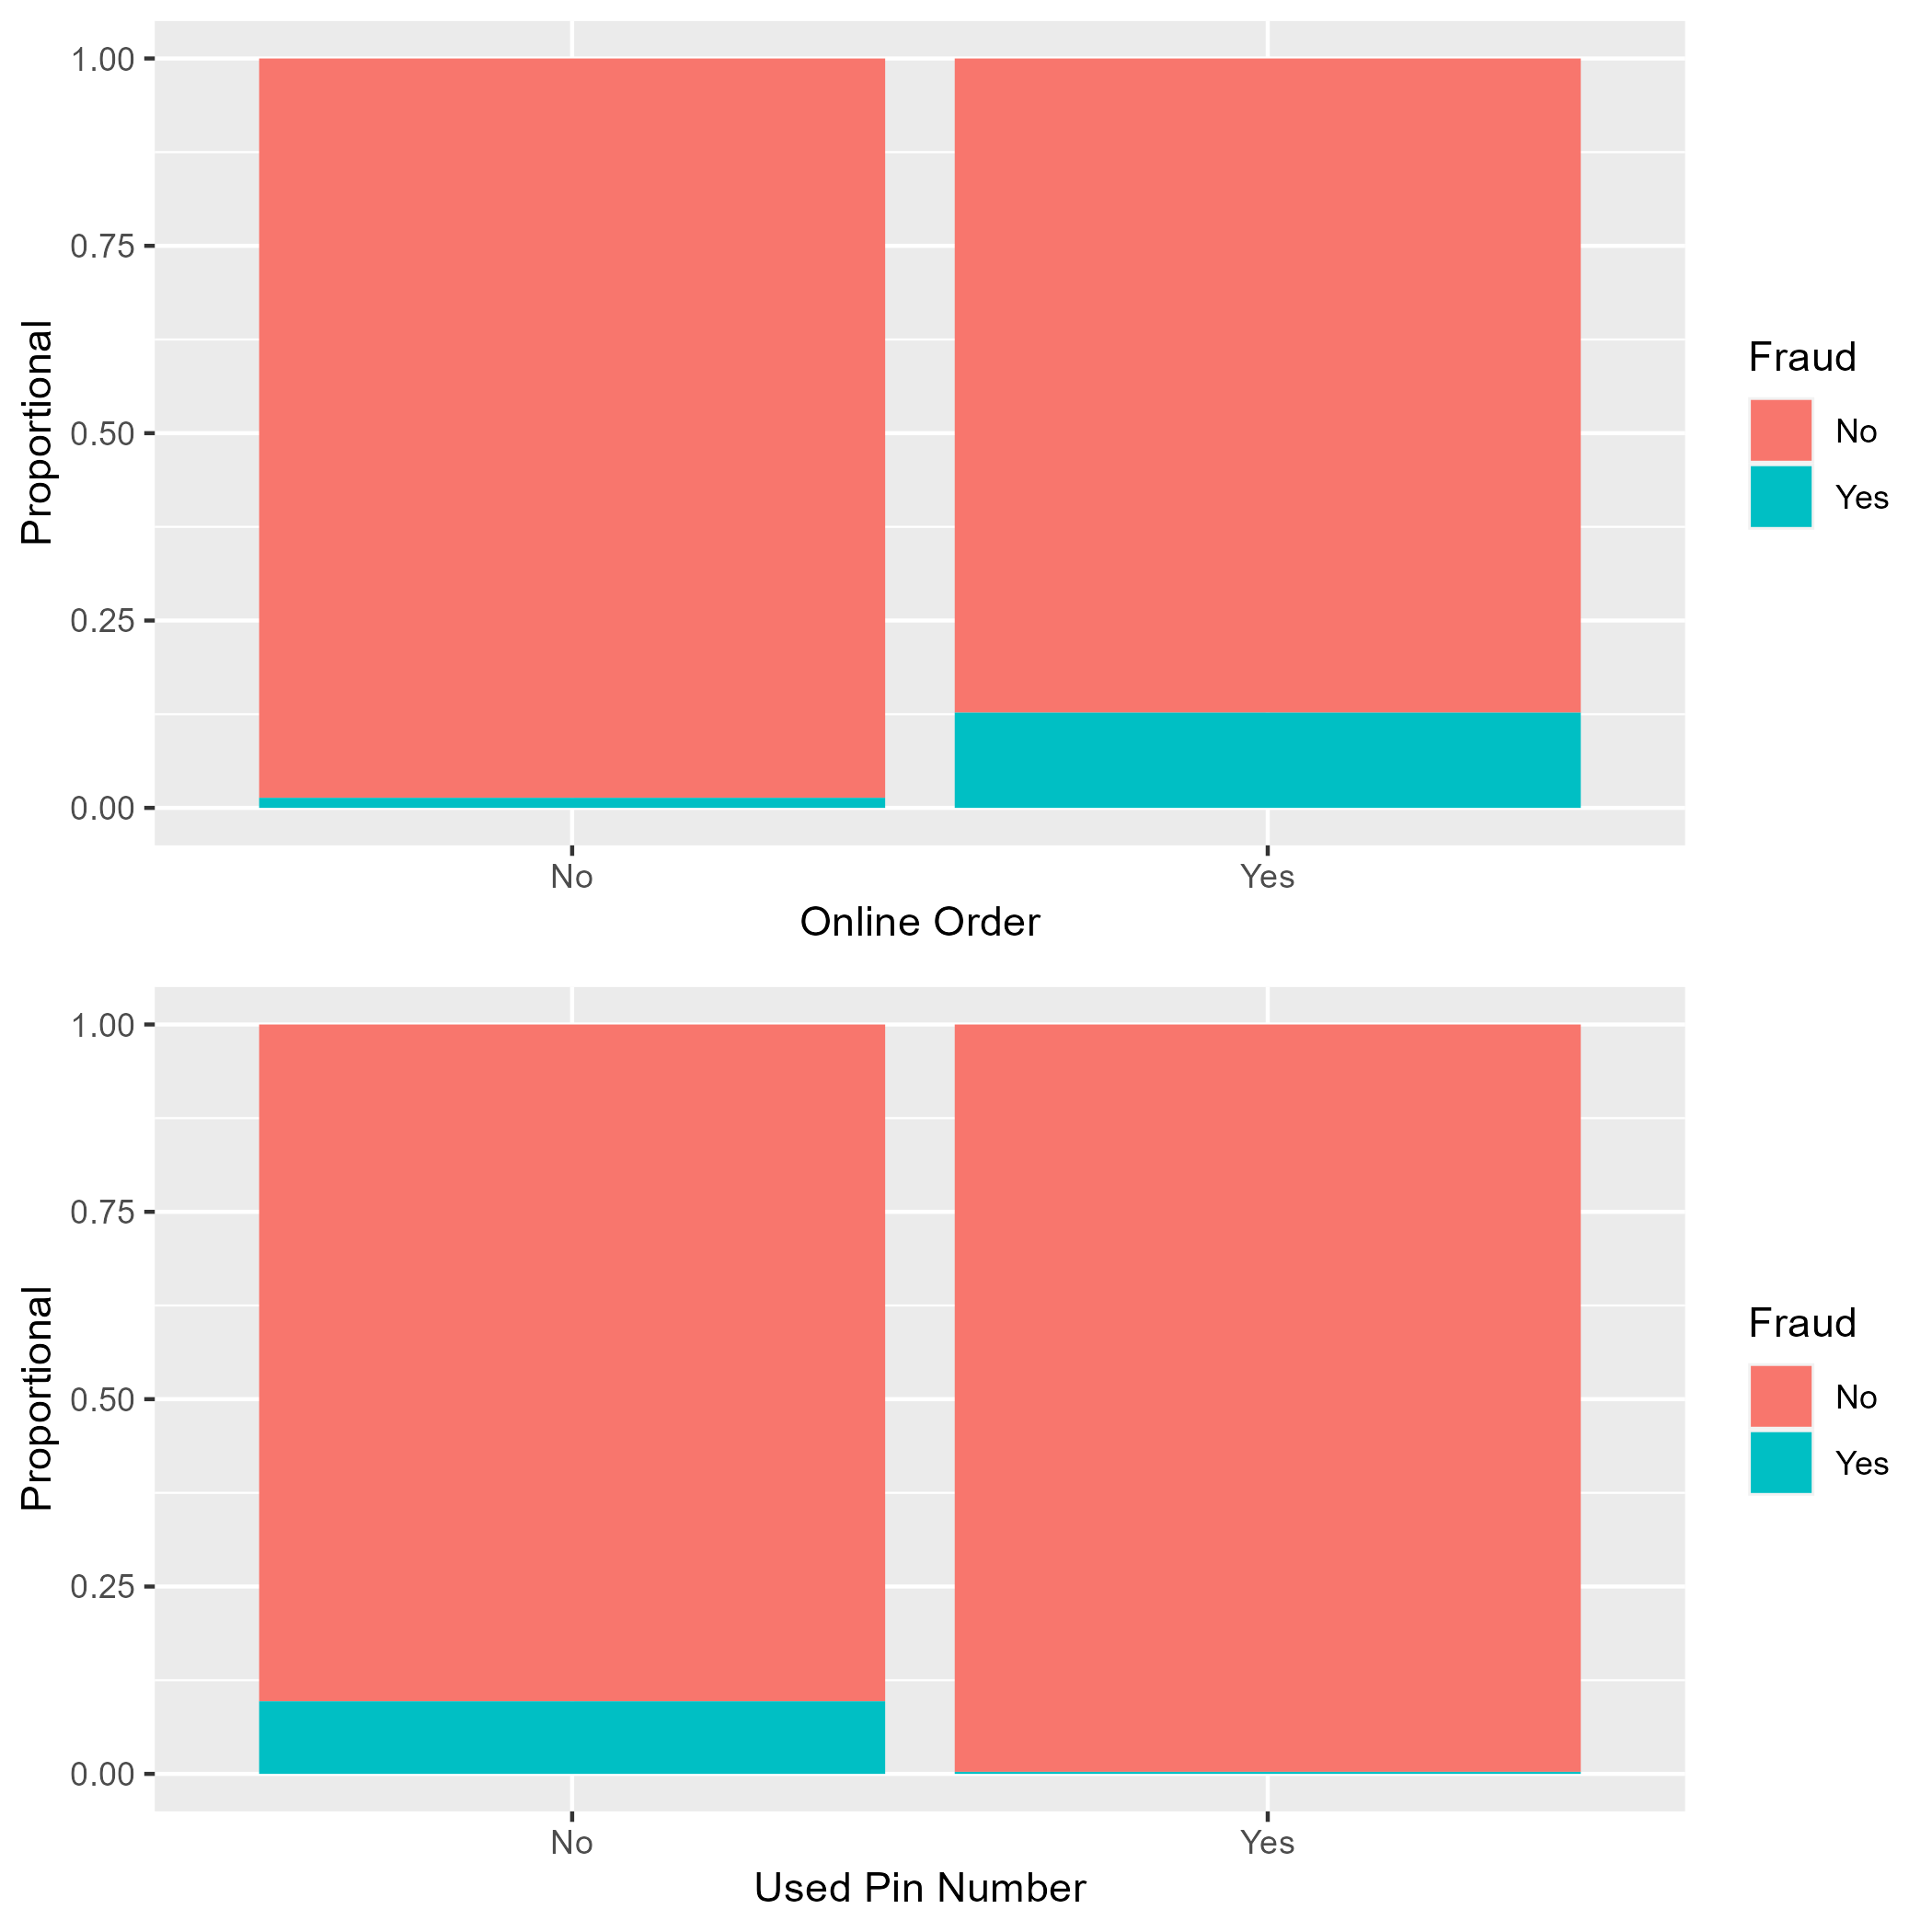 1.00
0.75
0.50
0.25
0.00
Proportional
No
Yes
Online Order
Fraud
No
Yes
1.00
0.75
0.50
0.25
0.00
Proportional
No
Yes
Used Pin Number
Fraud
No
Yes